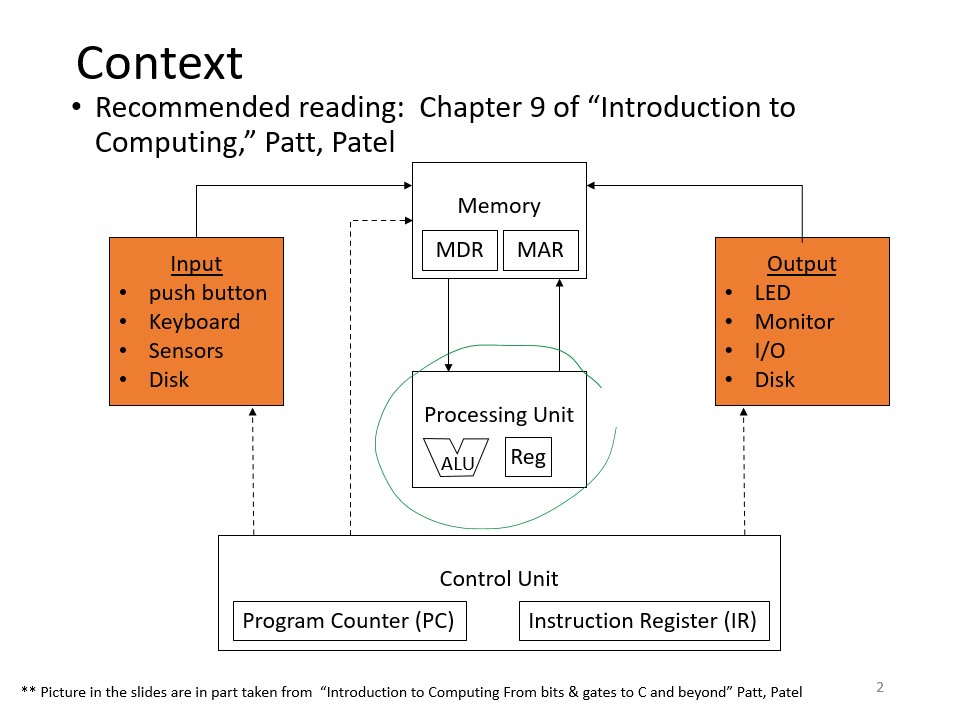 Context
• Recommended reading:  Chapter 9 of “Introduction to
Computing,” Patt, Patel
Memory
MDR
MAR
Input
• push button
• Keyboard
• Sensors
• Disk
Output
• LED
• Monitor
• I/O
• Disk
Processing Unit
ALU
Reg
Control Unit
Program Counter (PC)
Instruction Register (IR)
** Picture in the slides are in part taken from  “Introduction to Computing From bits & gates to C and beyond” Patt, Patel
2